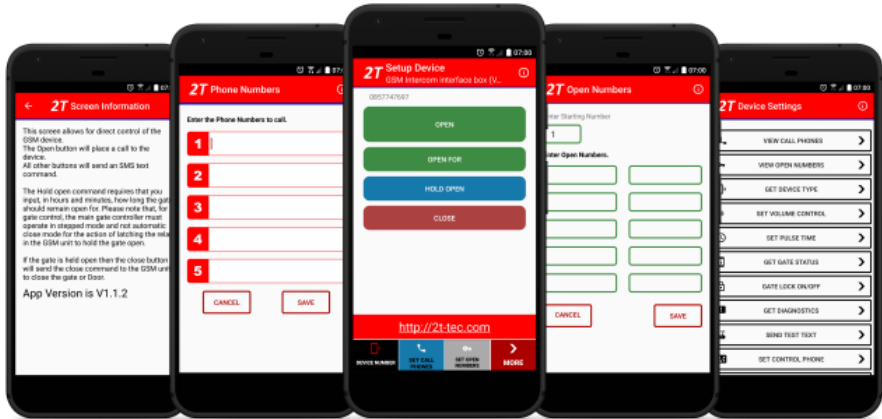 07:00
2T Screen Information
This screen allows for direct control of the
GSM device.
The Open button will place a call to the
device.
All other buttons will send an SMS text
command.
The Hold open command requires that you
input, in hours and minutes, how long the
should remain open for. Please note that, for
gate control, the main gate controller must
operate in stepped mode and not automatic
close mode for the action of latching the
in the GSM unit to hold the gate open.
If the gate is held open then the close button
will send the close command to the GSM
to close the gate or Door.
App Version is V1.1.2
07:
2T Phone Numbers
Enter the Phone Numbers to call.
1
2
3
4
5
CANCEL
SAVE
07:00
2T Setup Device
GSM Intercom interface box (V...
0857747697
OPEN
OPEN FOR
HOLD OPEN
CLOSE
http://2t-tec.com
DEVICE NUMBER
SET CALL
PHONES
SET OPEN
NUMBERS
MORE
07:00
2T Open Numbers
Starting Number
1
Open Numbers.
CANCEL
SAVE
07:00
2T Device Settings
VIEW CALL PHONES
VIEW OPEN NUMBERS
GET DEVICE TYPE
SET VOLUME CONTROL
SET PULSE TIME
GET GATE STATUS
GATE LOCK ON/OFF
GET DIAGNOSTICS
SEND TEST TEXT
SET CONTROL PHONE